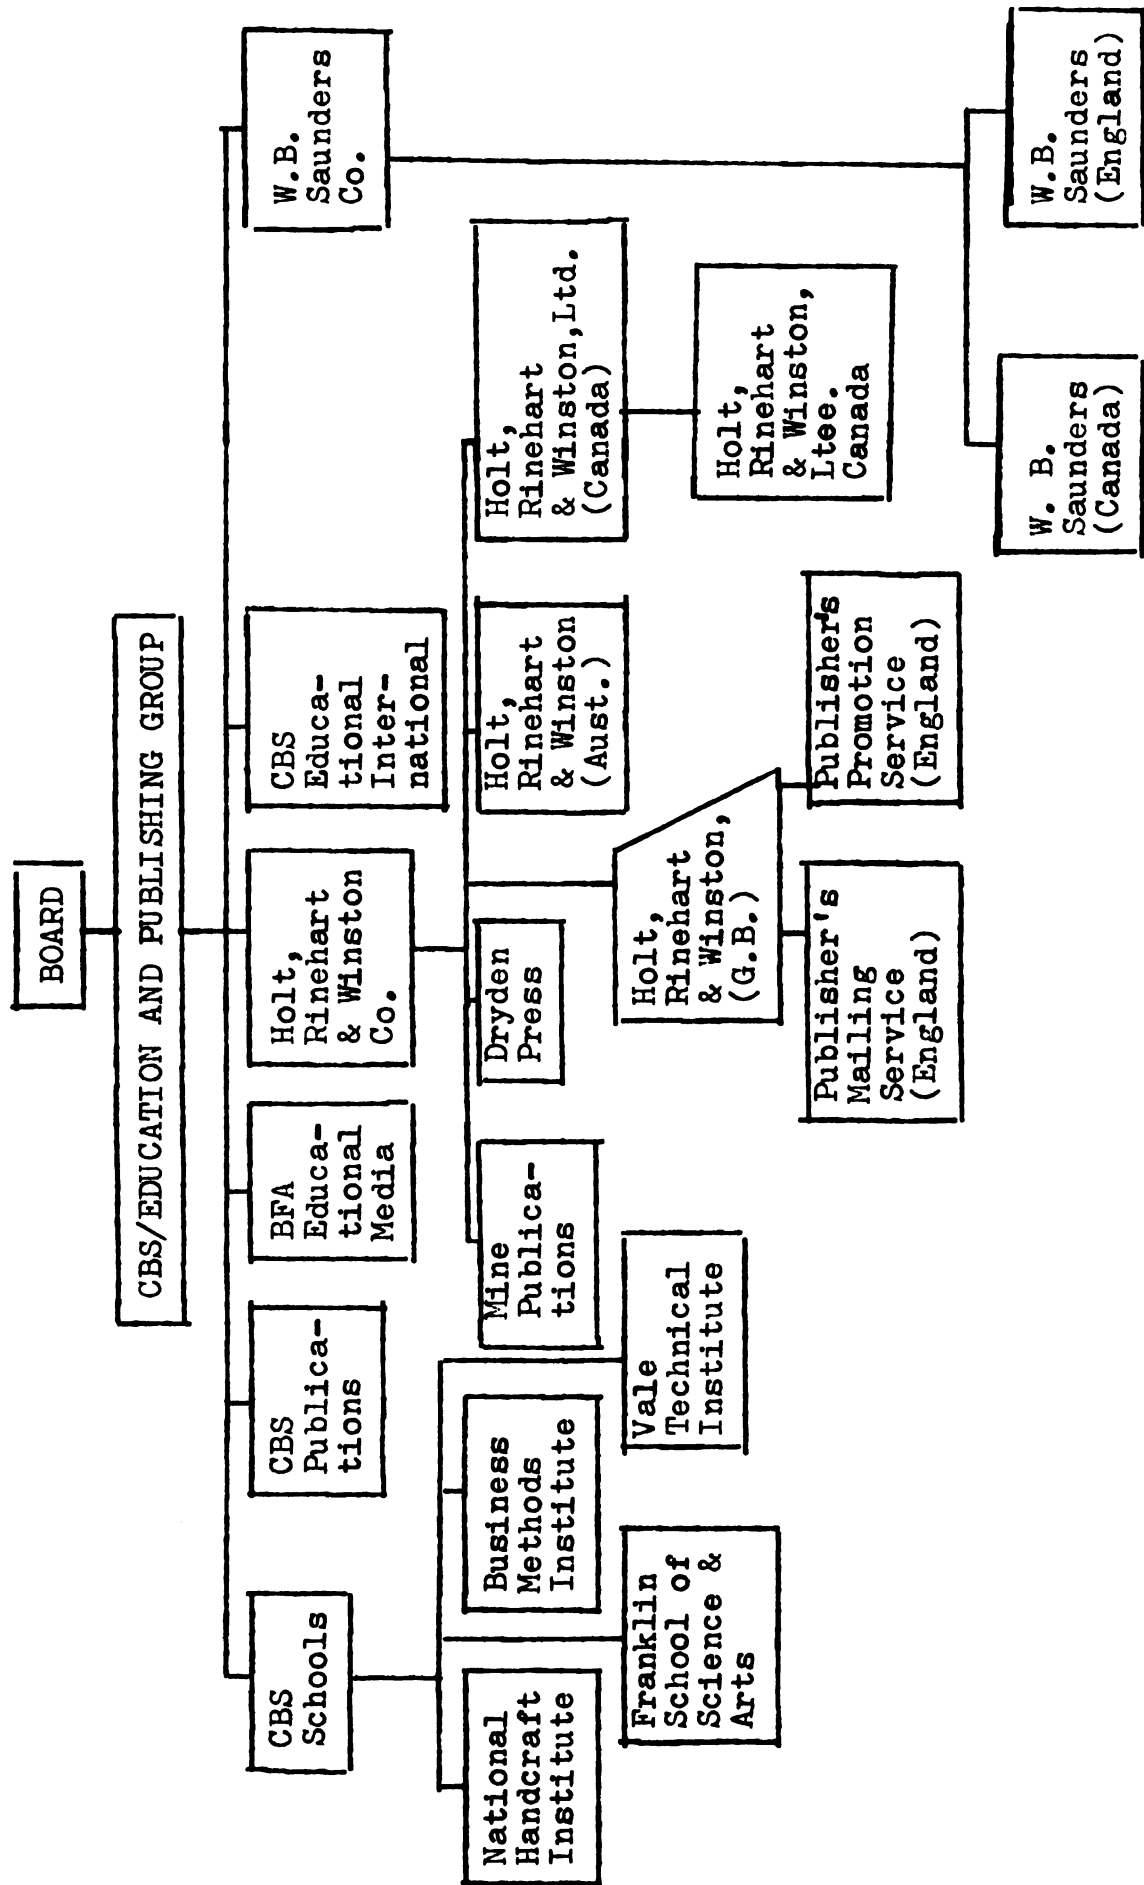 BOARD
CBS/EDUCATION AND PUBLISHING GROUP
CBS
Schools
CBS
Publica-
tions
BFA
Educa-
tional
Media
Holt,
Rinehart
& Winston
Co.
CBS
Educa-
tional
Inter-
national
W.B.
Saunders
Co.
National
Handcraft
Institute
Business
Methods
Institute
Mine
Publica-
tions
Dryden
Press
Holt,
Rinehart
& Winston
(Aust.)
Holt,
Rinehart
& Winston,Ltd.
(Canada)
Franklin
School of
Science &
Arts
Vale
Technical
Institute
Holt,
Rinehart
& Winston,
(G.B.)
Holt,
Rinehart
& Winston,
Ltee.
Canada
Publisher's
Mailing
Service
(England)
Publisher's
Promotion
Service
(England)
W. B.
Saunders
(Canada)
W.B.
Saunders
(England)